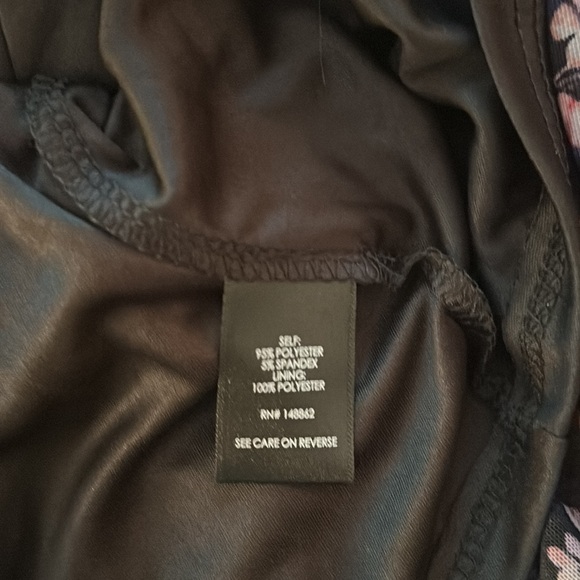 SELF:
95% POLYESTER
5% SPANDEX
LINING:
100% POLYESTER
RN# 148862
SEE CARE ON REVERSE